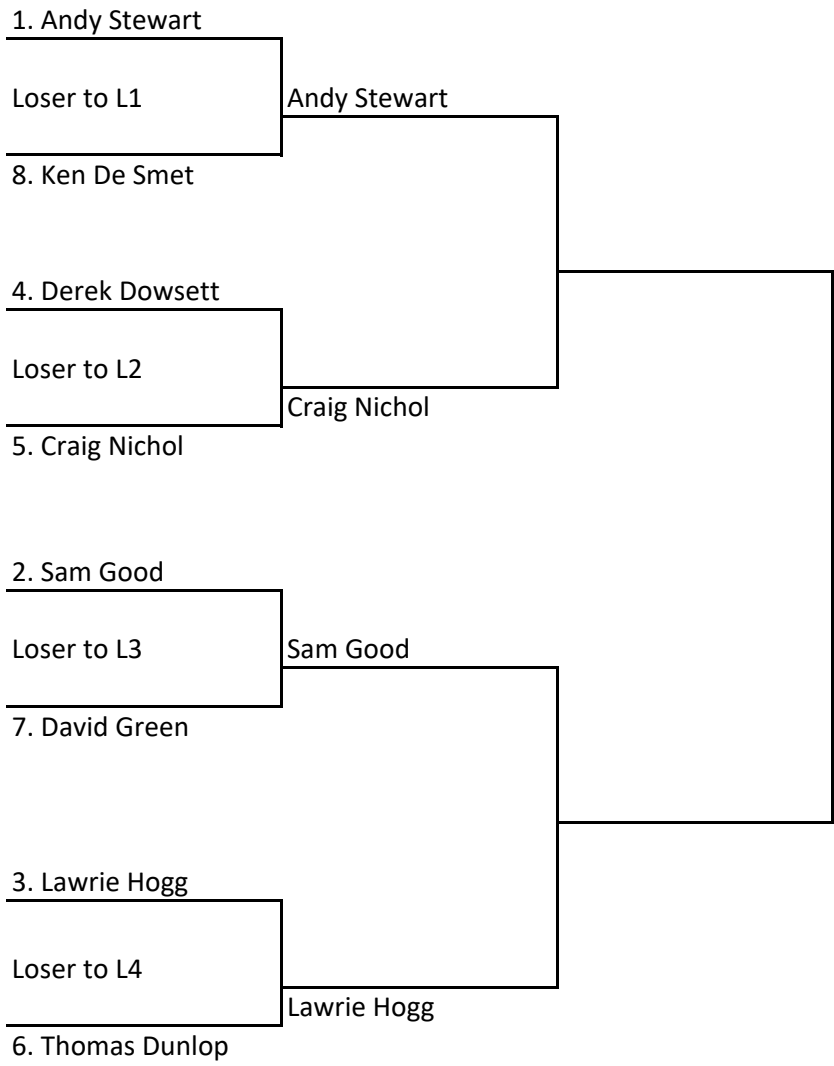 1. Andy Stewart
Loser to L1
Andy Stewart
8. Ken De Smet
4. Derek Dowsett
Loser to L2
Craig Nichol
5. Craig Nichol
2. Sam Good
Loser to L3
Sam Good
7. David Green
3. Lawrie Hogg
Loser to L4
Lawrie Hogg
6. Thomas Dunlop